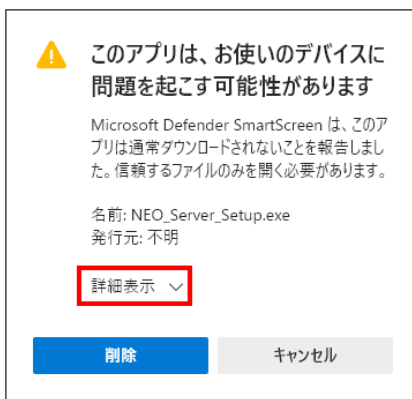 このアプリは、お使いのデバイスに
問題を起こす可能性があります
Microsoft Defender SmartScreen は、このア
プリは通常ダウンロードされないことを報告しまし
た。信頼するファイルのみを開く必要があります。
名前: NEO_Server_Setup.exe
発行元: 不明
詳細表示
削除
キャンセル